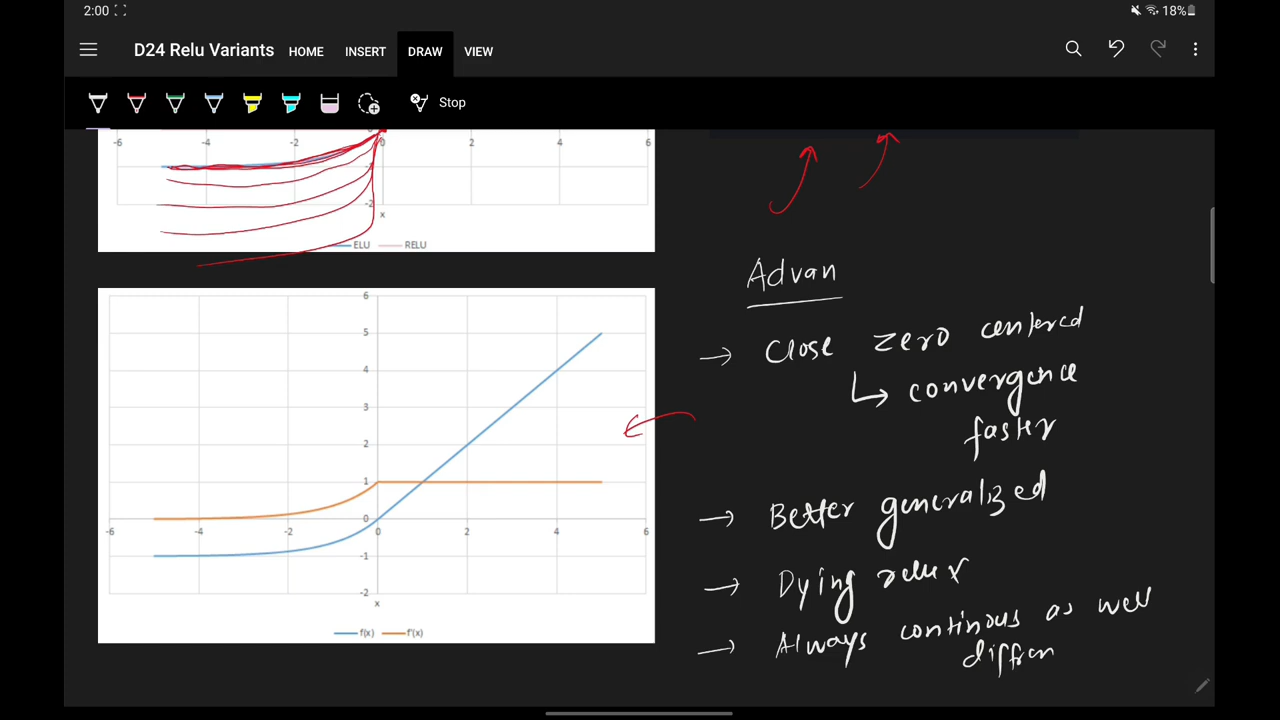 2:00
18%
D24 Relu Variants HOME INSERT DRAW VIEW
Stop
-6 -4 -2 0 2 4 6
-1
-2
x
ELU RELU
Advan
→ Close zero centered
↳ convergence
faster
→ Better generalized
→ Dying relu x
→ Always continous as well
diffren
6
5
4
3
2
1
0
-6 -4 -2 0 2 4 6
-1
-2
x
f(x) f'(x)